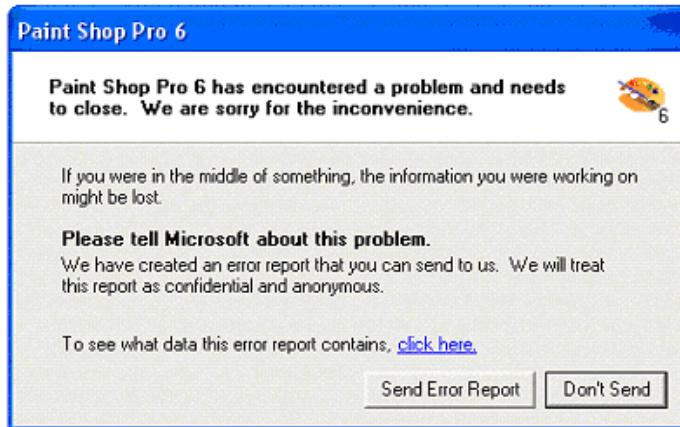 Paint Shop Pro 6
Paint Shop Pro 6 has encountered a problem and needs
to close. We are sorry for the inconvenience.
6
If you were in the middle of something, the information you were working on
might be lost.
Please tell Microsoft about this problem.
We have created an error report that you can send to us. We will treat
this report as confidential and anonymous.
To see what data this error report contains, click here.
Send Error Report Don't Send